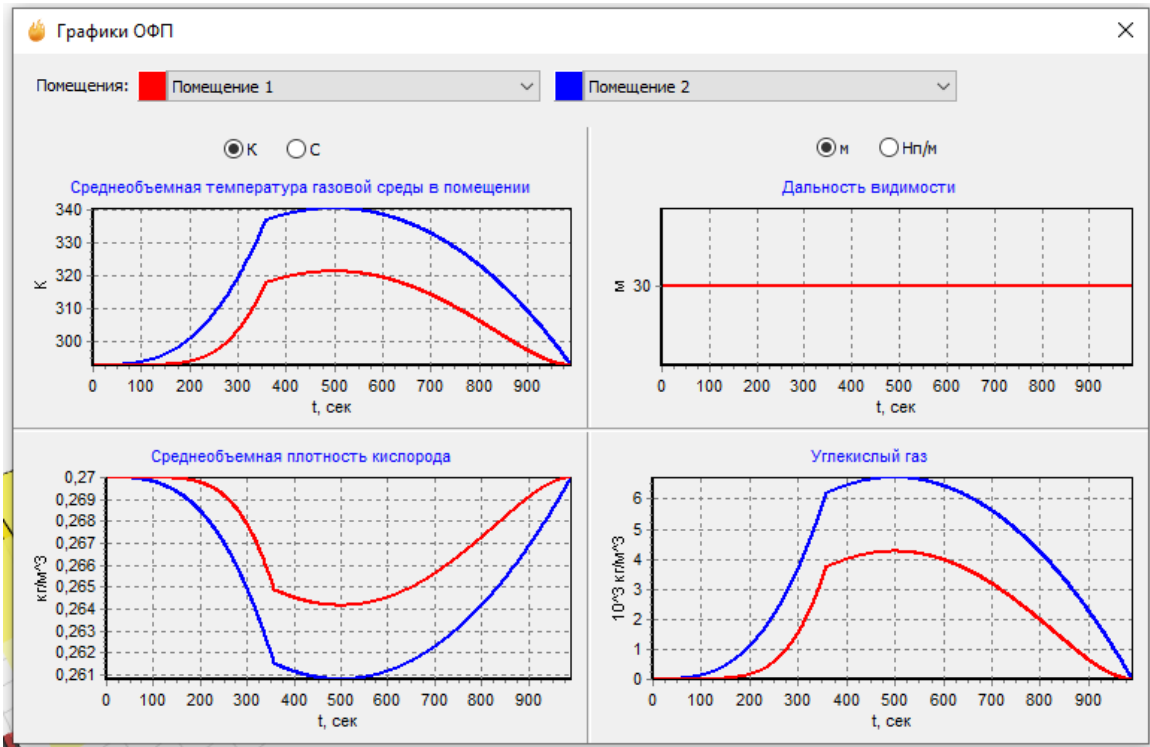 Графики ОФП
Помещения: Помещение 1 Помещение 2
К С
м Нп/м
Среднеобъемная температура газовой среды в помещении
340
330
320
310
300
К
0 100 200 300 400 500 600 700 800 900
t, сек
Дальность видимости
м
30
0 100 200 300 400 500 600 700 800 900
t, сек
Среднеобъемная плотность кислорода
0,27
0,269
0,268
0,267
0,266
0,265
0,264
0,263
0,262
0,261
кг/м^3
0 100 200 300 400 500 600 700 800 900
t, сек
Углекислый газ
6
5
4
3
2
1
0
10^3 кг/м^3
0 100 200 300 400 500 600 700 800 900
t, сек